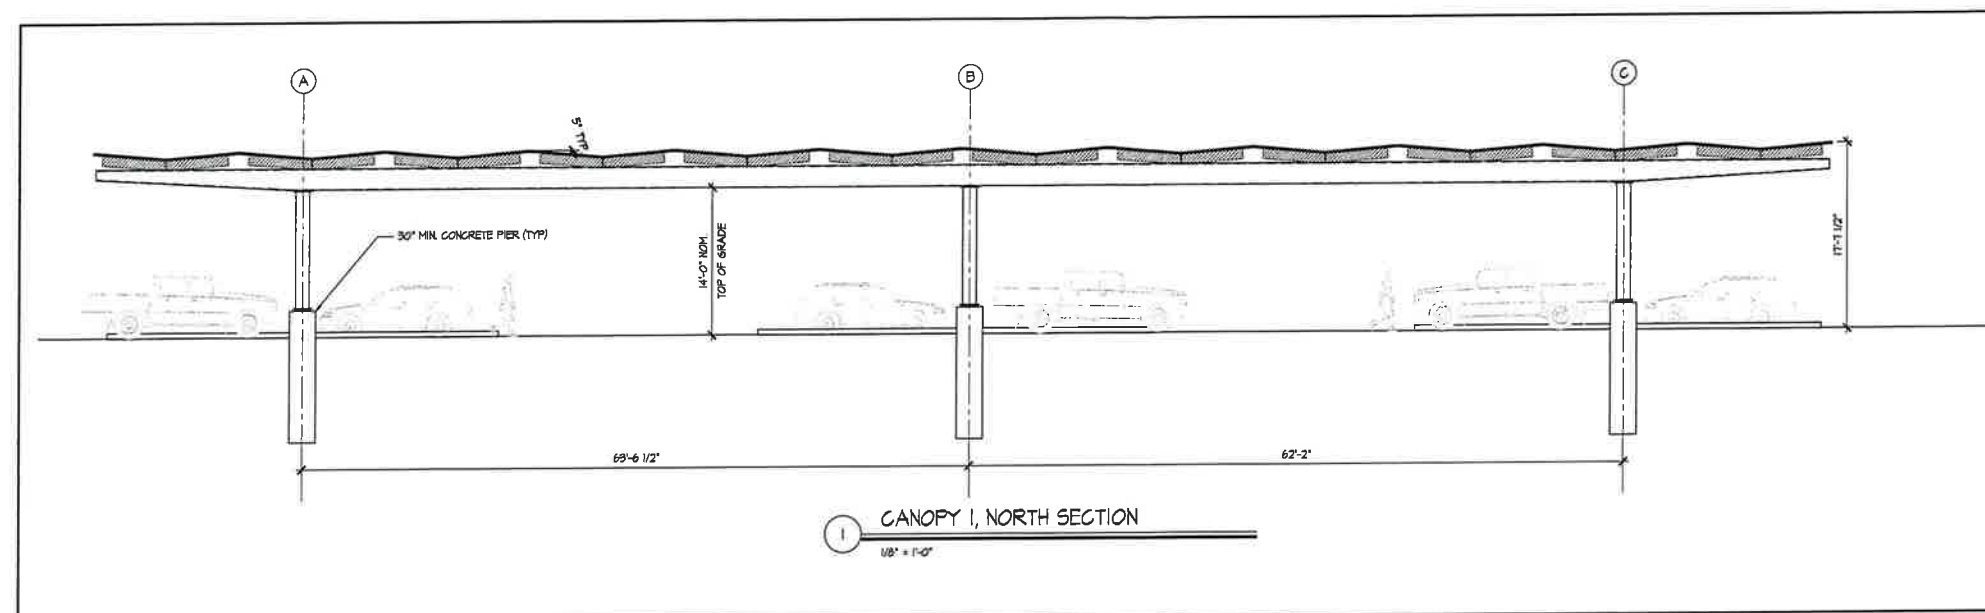 A
B
C
5° TYP
30" MIN. CONCRETE PIER (TYP)
14'-0" NOM.
TOP OF GRADE
17'-7 1/2"
63'-6 1/2"
62'-2"
1
CANOPY 1, NORTH SECTION
1/8" = 1'-0"